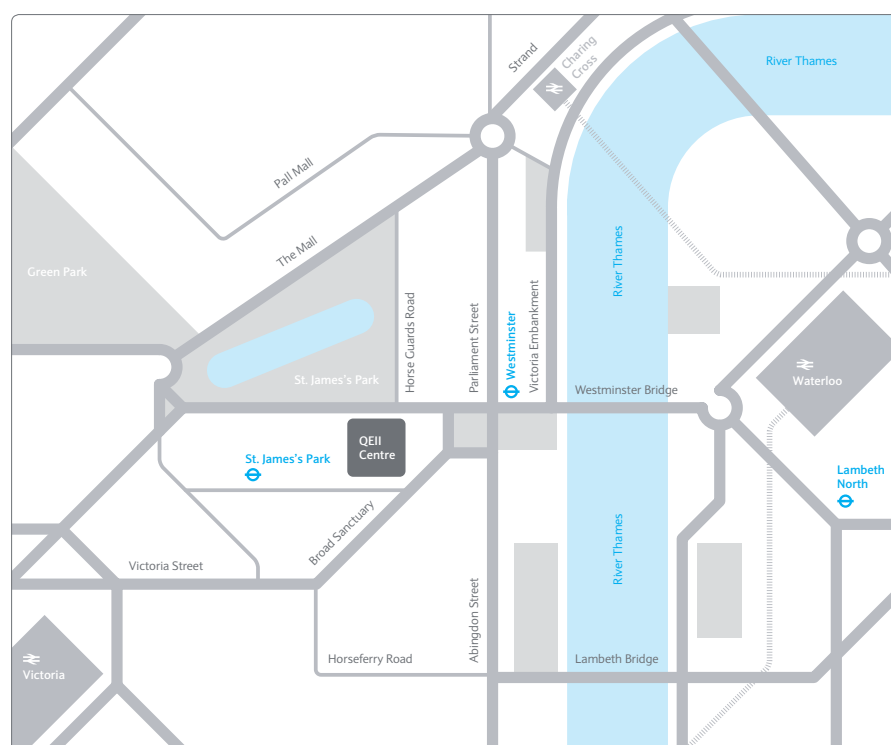 Strand
Charing
Cross
River Thames
Pall Mall
The Mall
Green Park
River Thames
Horse Guards Road
Parliament Street
Westminster
Victoria Embankment
St. James's Park
Westminster Bridge
Waterloo
QEII
Centre
St. James's Park
Lambeth
North
Broad Sanctuary
River Thames
Victoria Street
Abingdon Street
Horseferry Road
Lambeth Bridge
Victoria